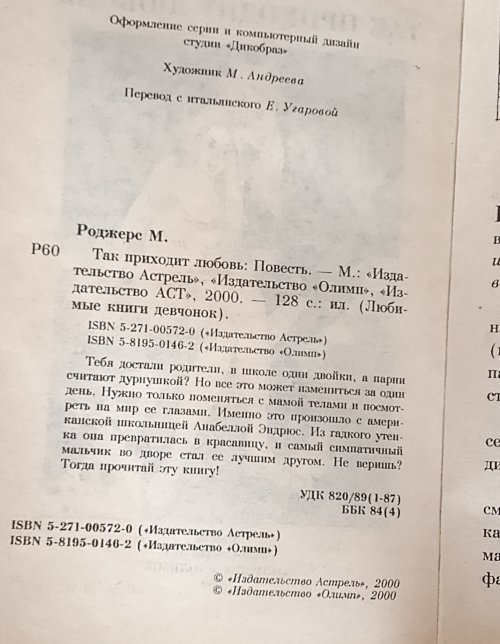 Оформление серии и компьютерный дизайн
студии «Дикобраз»
Художник М. Андреева
Перевод с итальянского Е. Угаровой
Роджерс М.
Р60
Так приходит любовь: Повесть. — М.: «Изда-
тельство Астрель», «Издательство «Олимп», «Из-
дательство АСТ», 2000. — 128 с.: ил. (Люби-
мые книги девчонок).
ISBN 5-271-00572-0 («Издательство Астрель»)
ISBN 5-8195-0146-2 («Издательство «Олимп»)
Тебя достали родители, в школе одни двойки, а парни
считают дурнушкой? Но все это может измениться за один
день. Нужно только поменяться с мамой телами и посмот-
реть на мир ее глазами. Именно это произошло с амери-
канской школьницей Анабеллой Эндрюс. Из гадкого утен-
ка она превратилась в красавицу, и самый симпатичный
мальчик во дворе стал ее лучшим другом. Не веришь?
Тогда прочитай эту книгу!
УДК 820/89(1-87)
ББК 84(4)
ISBN 5-271-00572-0 («Издательство Астрель»)
ISBN 5-8195-0146-2 («Издательство «Олимп»)
© «Издательство Астрель», 2000
© «Издательство «Олимп», 2000